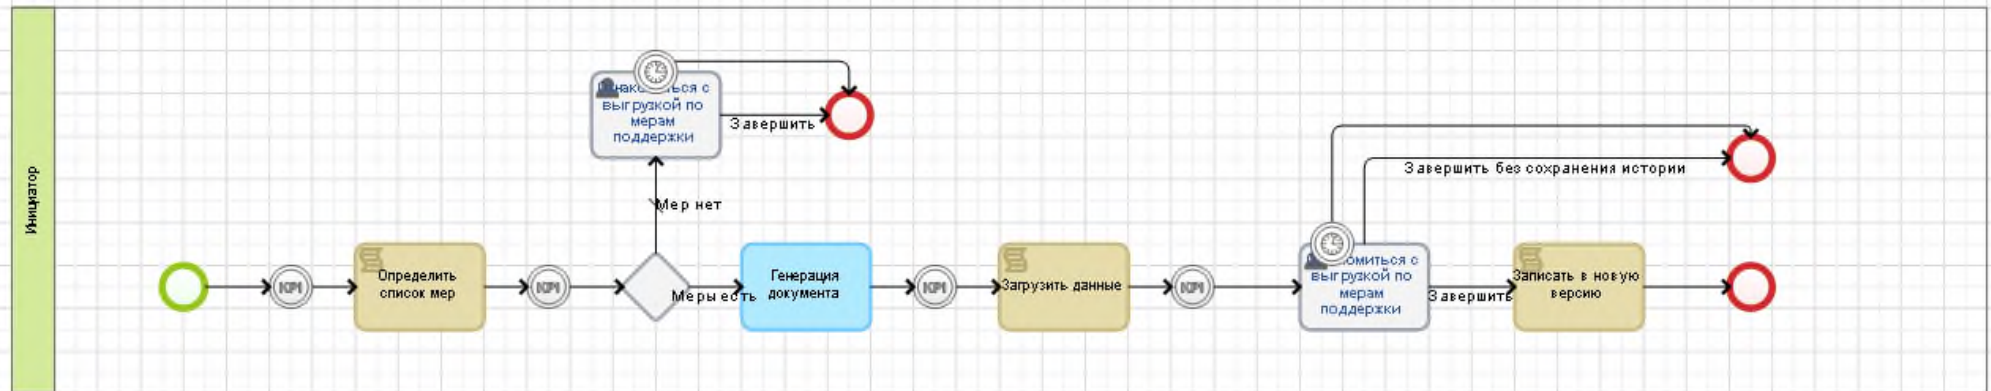 Инициатор
KPI
Определить
список мер
KPI
Мер нет
выгрузкой по
мерам
поддержки
Завершить
Меры есть
Генерация
документа
KPI
Загрузить данные
KPI
выгрузкой по
мерам
поддержки
Завершить без сохранения истории
Завершить
Записать в новую
версию